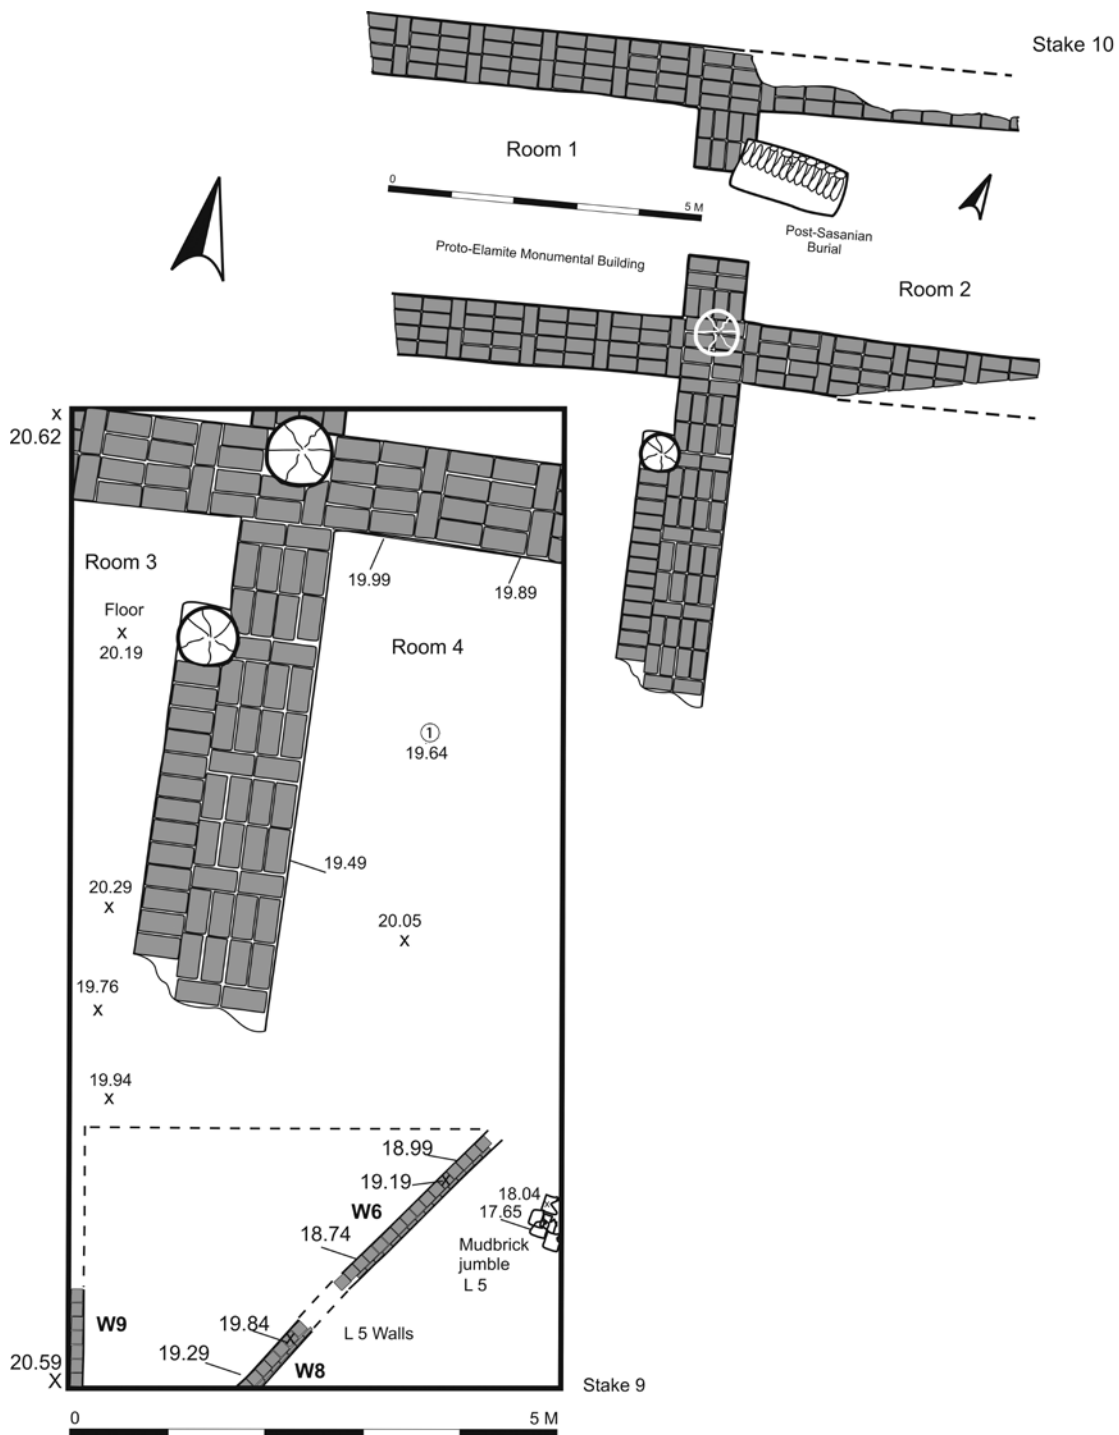 Stake 10
Room 1
0
5 M
Post-Sasanian
Burial
Proto-Elamite Monumental Building
Room 2
x
20.62
Room 3
19.99
19.89
Floor
x
20.19
Room 4
1
19.64
19.49
20.29
x
20.05
x
19.76
x
19.94
x
18.99
19.19
W6
18.74
18.04
17.65
Mudbrick
jumble
L 5
W9
19.84
L 5 Walls
19.29
W8
20.59
X
Stake 9
0
5 M